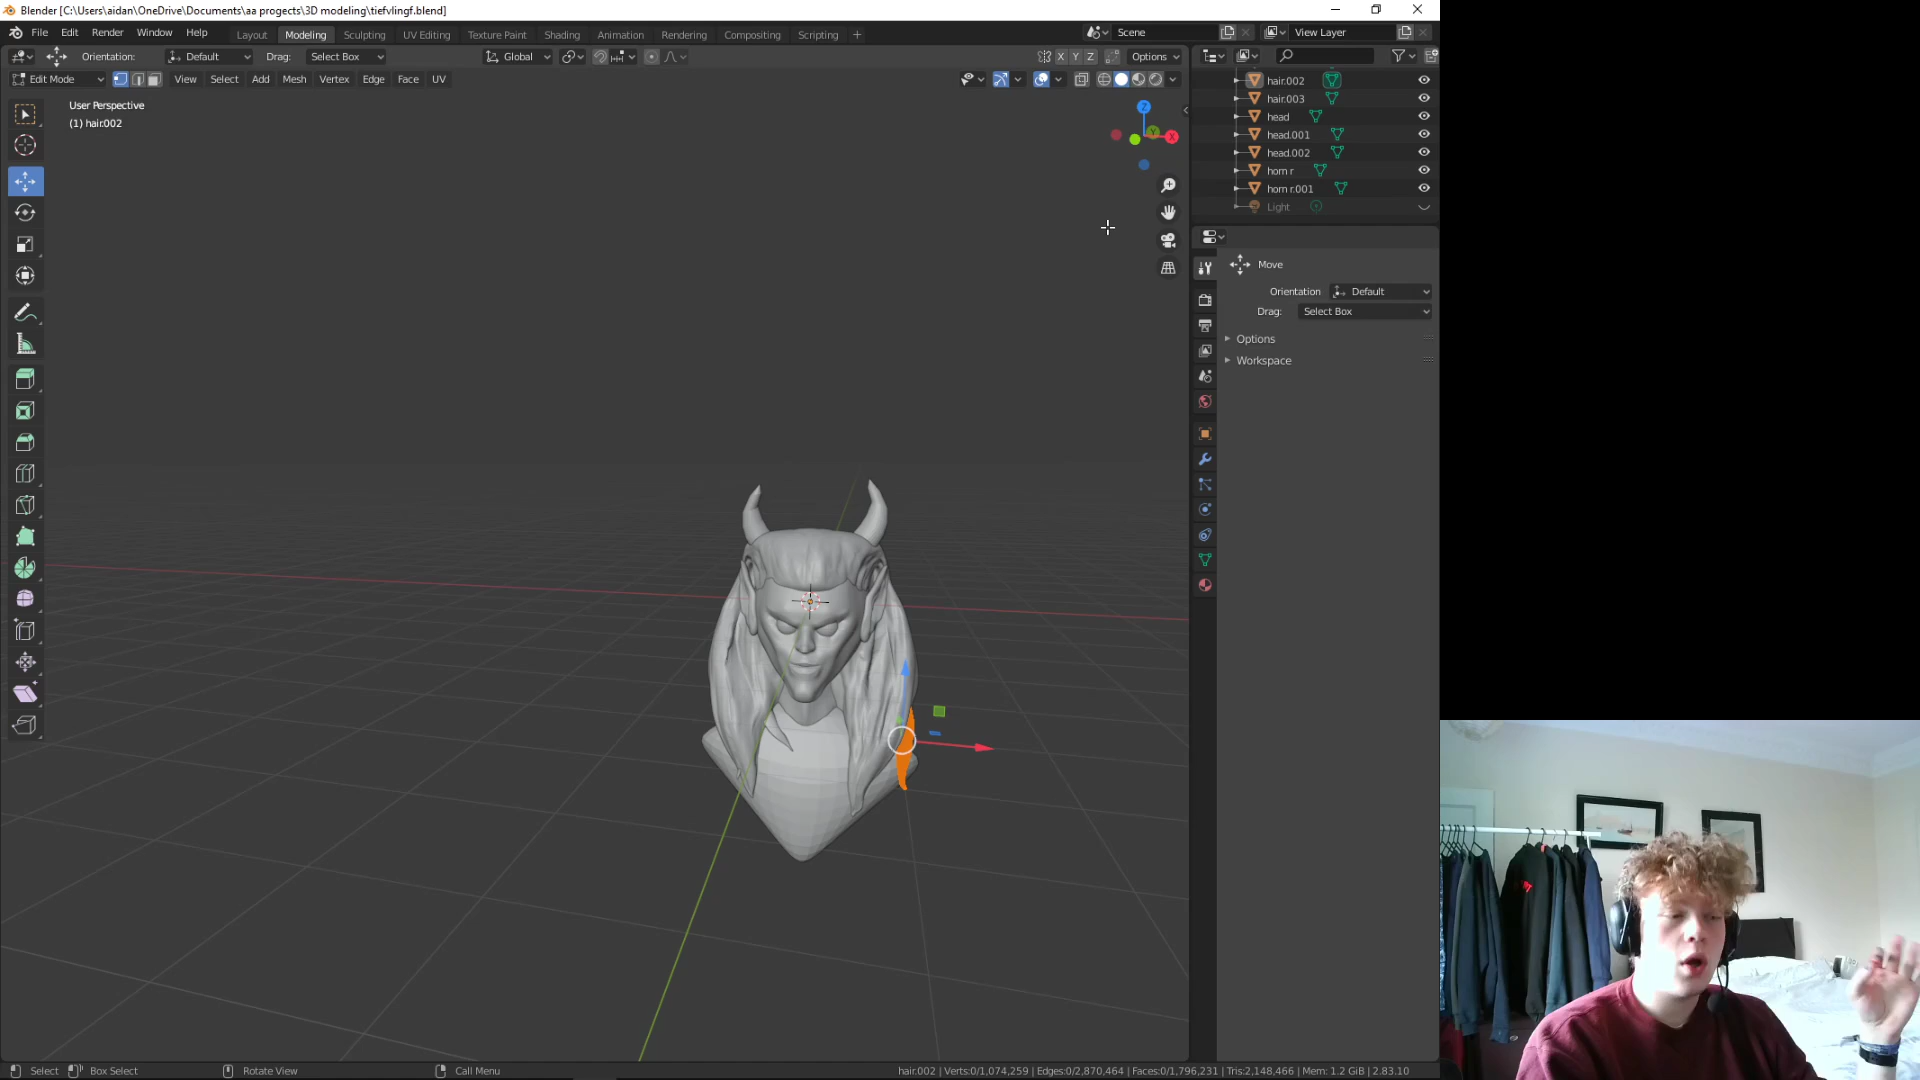 Blender [C:\Users\aidan\OneDrive\Documents\aa progects\3D modeling\tiefvlingf.blend]
File Edit Render Window Help Layout Modeling Sculpting UV Editing Texture Paint Shading Animation Rendering Compositing Scripting + Scene View Layer
Orientation: Default Drag: Select Box Global X Y Z Options
Edit Mode View Select Add Mesh Vertex Edge Face UV
User Perspective
(1) hair.002
Z
Y
X
hair.002
hair.003
head
head.001
head.002
horn r
horn r.001
Light
Move
Orientation Default
Drag: Select Box
Options
Workspace
Select Box Select Rotate View Call Menu hair.002 | Verts:0/1,074,259 | Edges:0/2,870,464 | Faces:0/1,796,231 | Tris:2,148,466 | Mem: 1.2 GiB | 2.83.10